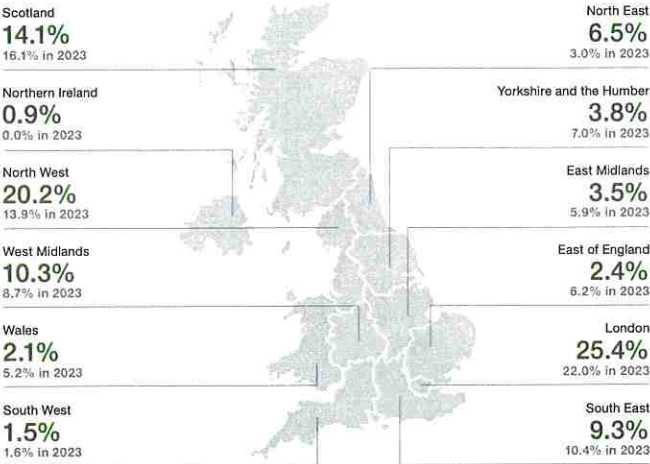 Scotland
14.1%
16.1% in 2023
Northern Ireland
0.9%
0.0% in 2023
North West
20.2%
13.9% in 2023
West Midlands
10.3%
8.7% in 2023
Wales
2.1%
5.2% in 2023
South West
1.5%
1.6% in 2023
North East
6.5%
3.0% in 2023
Yorkshire and the Humber
3.8%
7.0% in 2023
East Midlands
3.5%
5.9% in 2023
East of England
2.4%
6.2% in 2023
London
25.4%
22.0% in 2023
South East
9.3%
10.4% in 2023